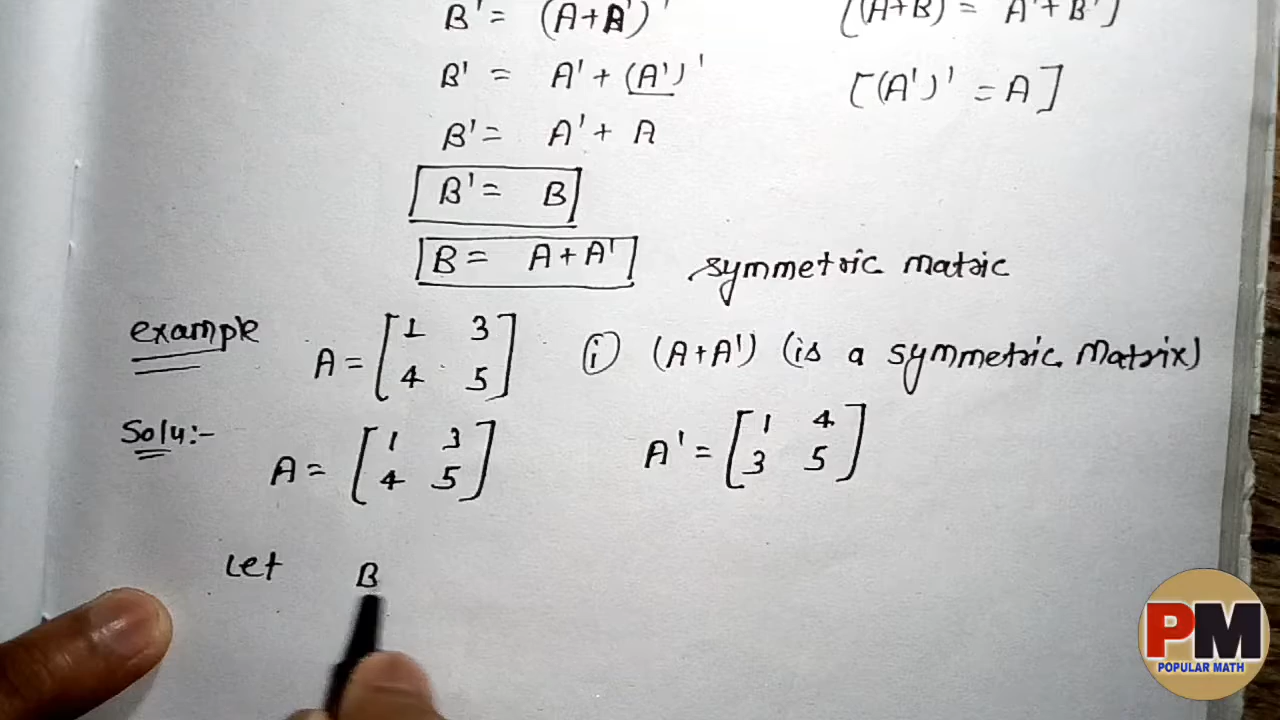 B' = (A+A')' [(A+B)' = A'+B']
B' = A' + (A')' [(A')' = A]
B' = A' + A
B' = B
B = A+A' symmetric matric
example A = [1 3 i) (A+A') (is a symmetric Matrix)
4 5]
Solu:- A = [1 3 A' = [1 4
4 5] 3 5]
Let B
PM
POPULAR MATH